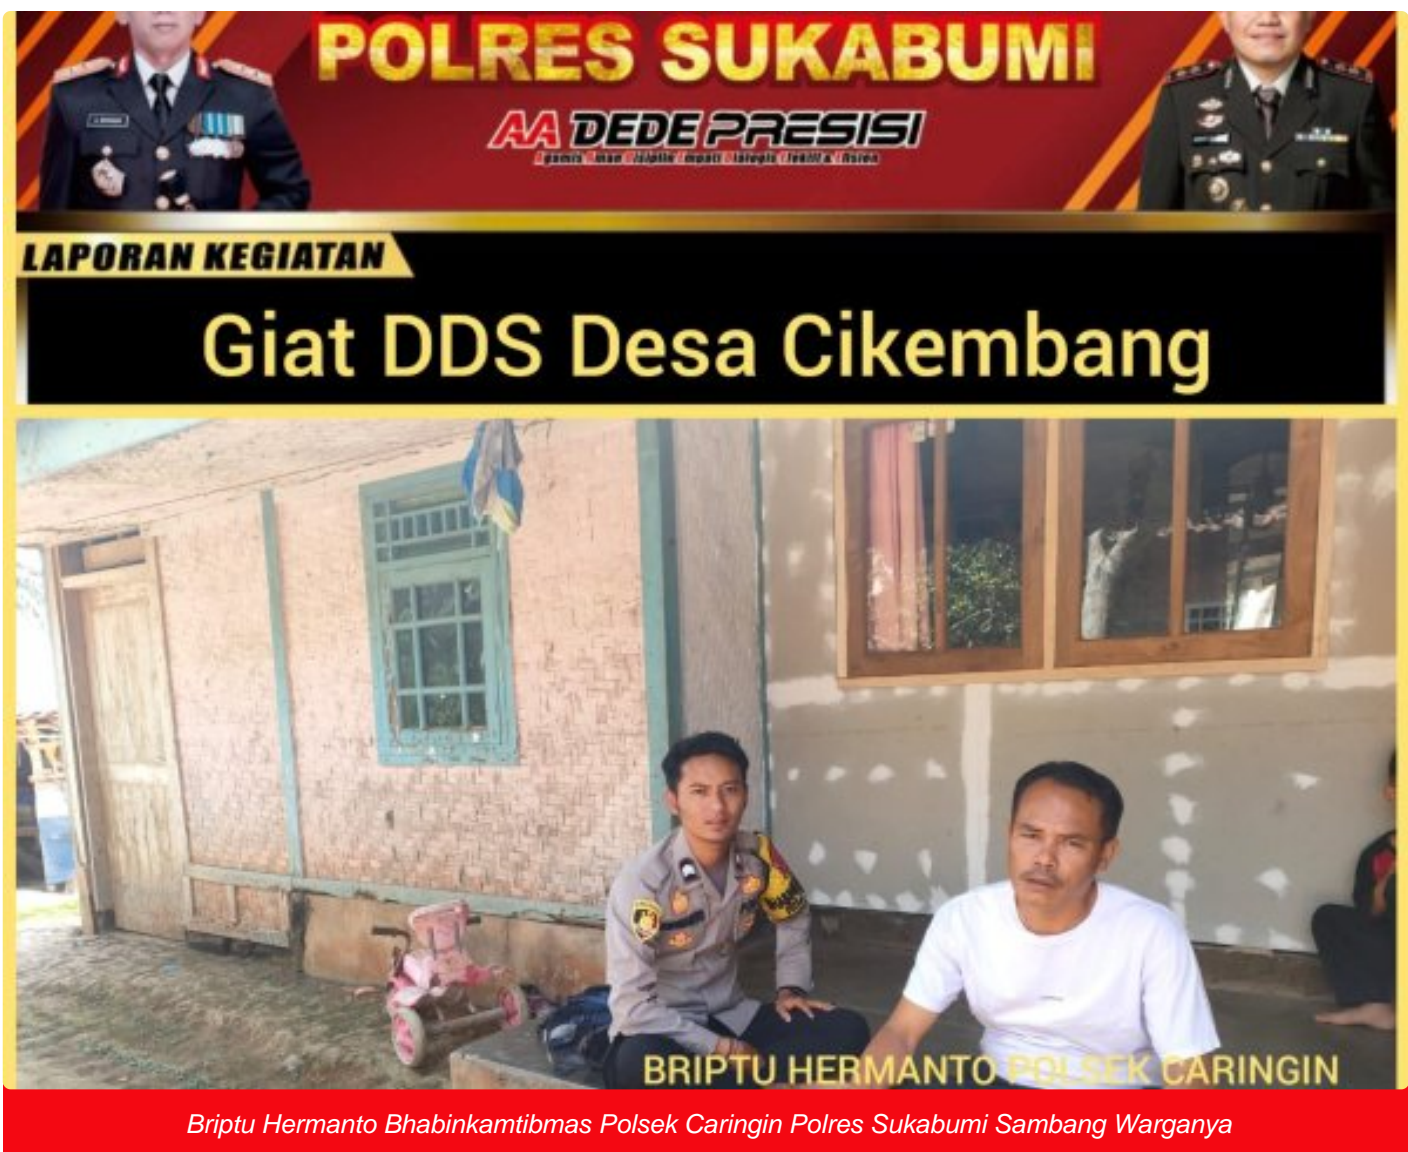 POLRES SUKABUMI
AA DEDE PRESISI
LAPORAN KEGIATAN
Giat DDS Desa Cikembang
BRIPTU HERMANTO POLSEK CARINGIN
Briptu Hermanto Bhabinkamtibmas Polsek Caringin Polres Sukabumi Sambang Warganya